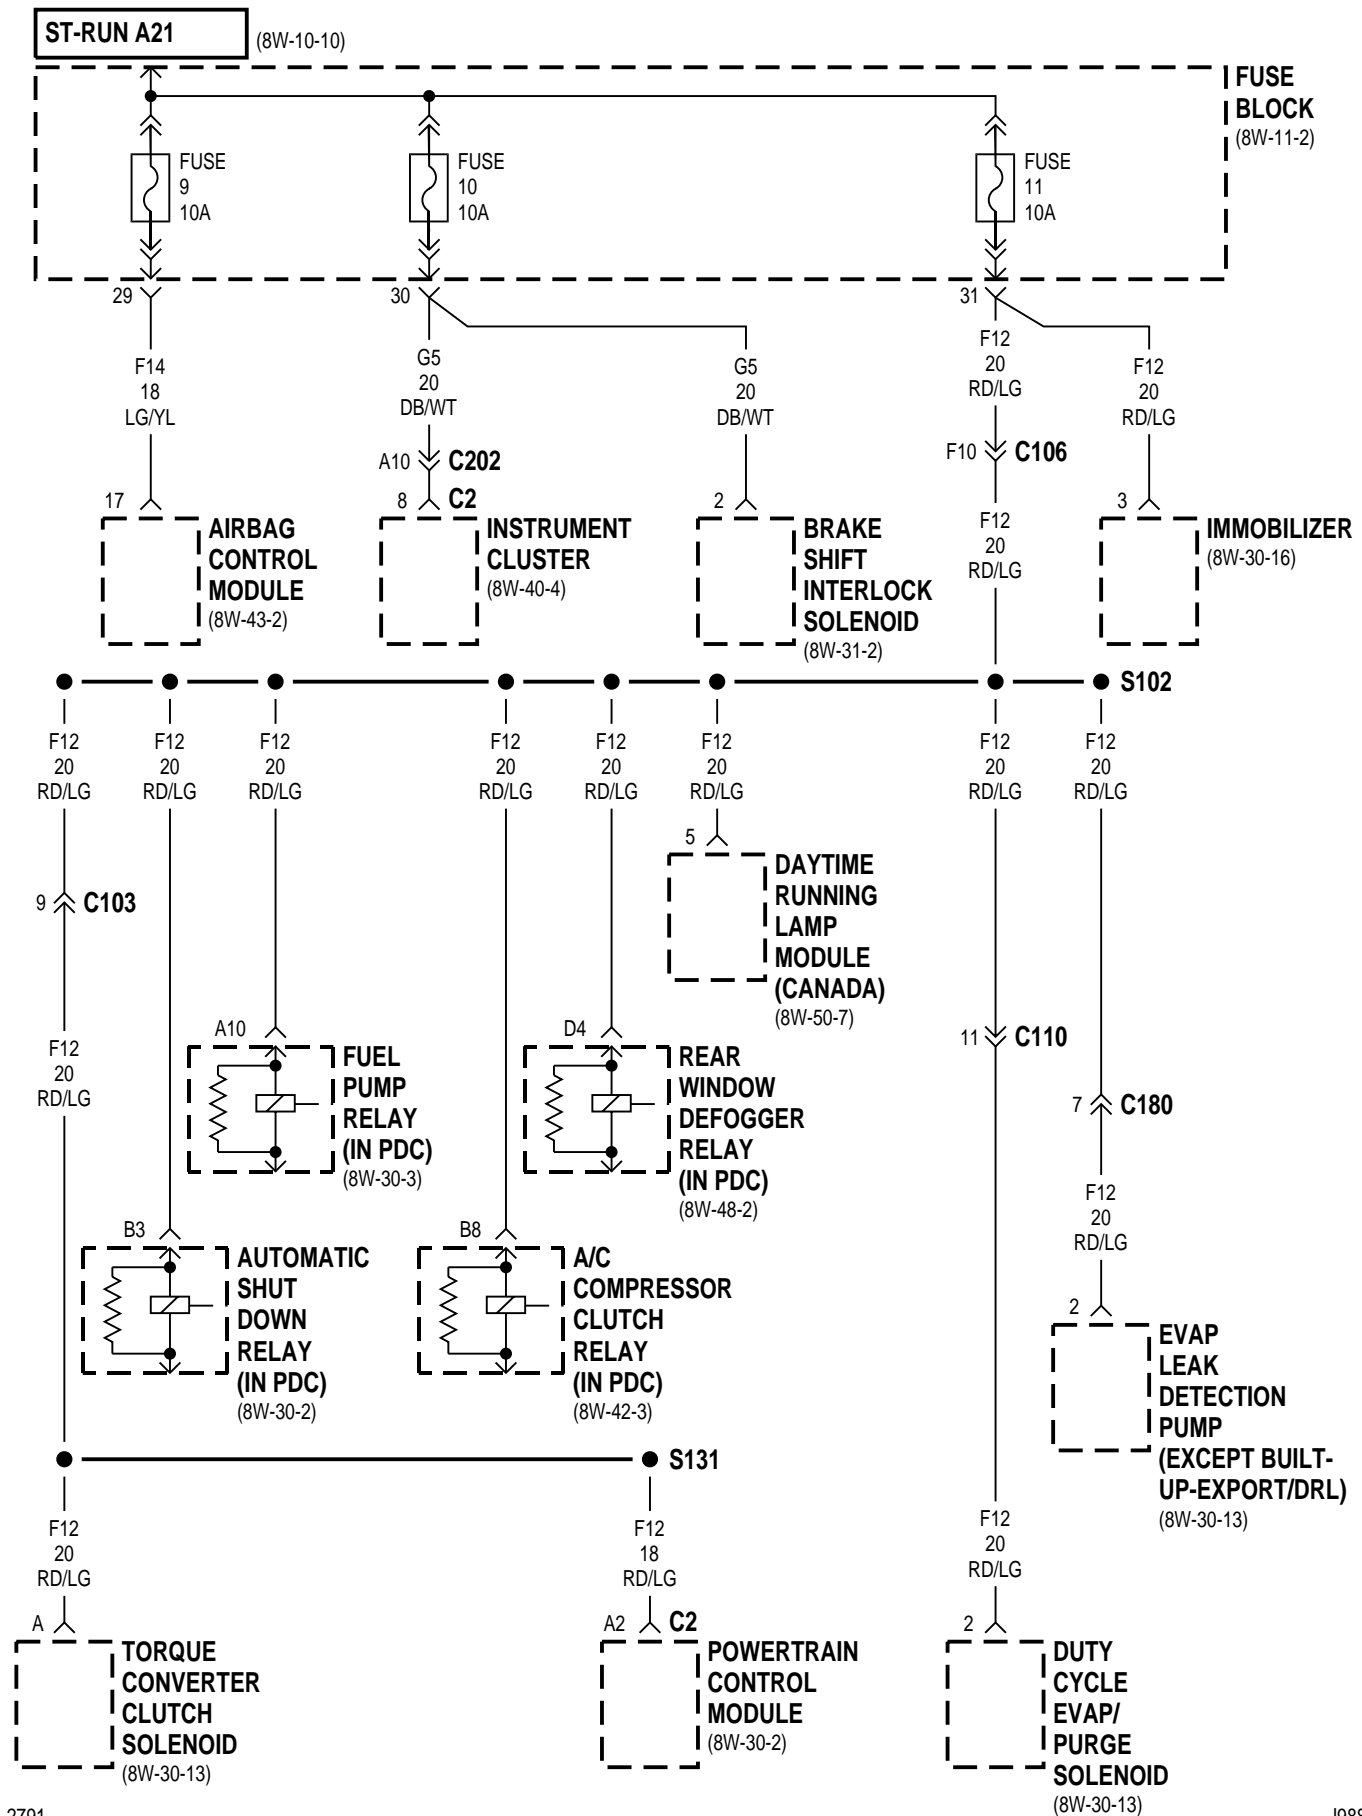 ST-RUN A21
(8W-10-10)
FUSE
BLOCK
(8W-11-2)
FUSE
9
10A
FUSE
10
10A
FUSE
11
10A
29
30
31
F14
18
LG/YL
G5
20
DB/WT
G5
20
DB/WT
F12
20
RD/LG
F12
20
RD/LG
A10
C202
F10
C106
17
8
C2
2
3
F12
20
RD/LG
AIRBAG
CONTROL
MODULE
(8W-43-2)
INSTRUMENT
CLUSTER
(8W-40-4)
BRAKE
SHIFT
INTERLOCK
SOLENOID
(8W-31-2)
IMMOBILIZER
(8W-30-16)
S102
F12
20
RD/LG
F12
20
RD/LG
F12
20
RD/LG
F12
20
RD/LG
F12
20
RD/LG
F12
20
RD/LG
F12
20
RD/LG
F12
20
RD/LG
5
DAYTIME
RUNNING
LAMP
MODULE
(CANADA)
(8W-50-7)
9
C103
F12
20
RD/LG
A10
FUEL
PUMP
RELAY
(IN PDC)
(8W-30-3)
D4
REAR
WINDOW
DEFOGGER
RELAY
(IN PDC)
(8W-48-2)
11
C110
7
C180
F12
20
RD/LG
B3
AUTOMATIC
SHUT
DOWN
RELAY
(IN PDC)
(8W-30-2)
B8
A/C
COMPRESSOR
CLUTCH
RELAY
(IN PDC)
(8W-42-3)
2
EVAP
LEAK
DETECTION
PUMP
(EXCEPT BUILT-
UP-EXPORT/DRL)
(8W-30-13)
S131
F12
20
RD/LG
F12
18
RD/LG
F12
20
RD/LG
A
TORQUE
CONVERTER
CLUTCH
SOLENOID
(8W-30-13)
A2
C2
POWERTRAIN
CONTROL
MODULE
(8W-30-2)
2
DUTY
CYCLE
EVAP/
PURGE
SOLENOID
(8W-30-13)